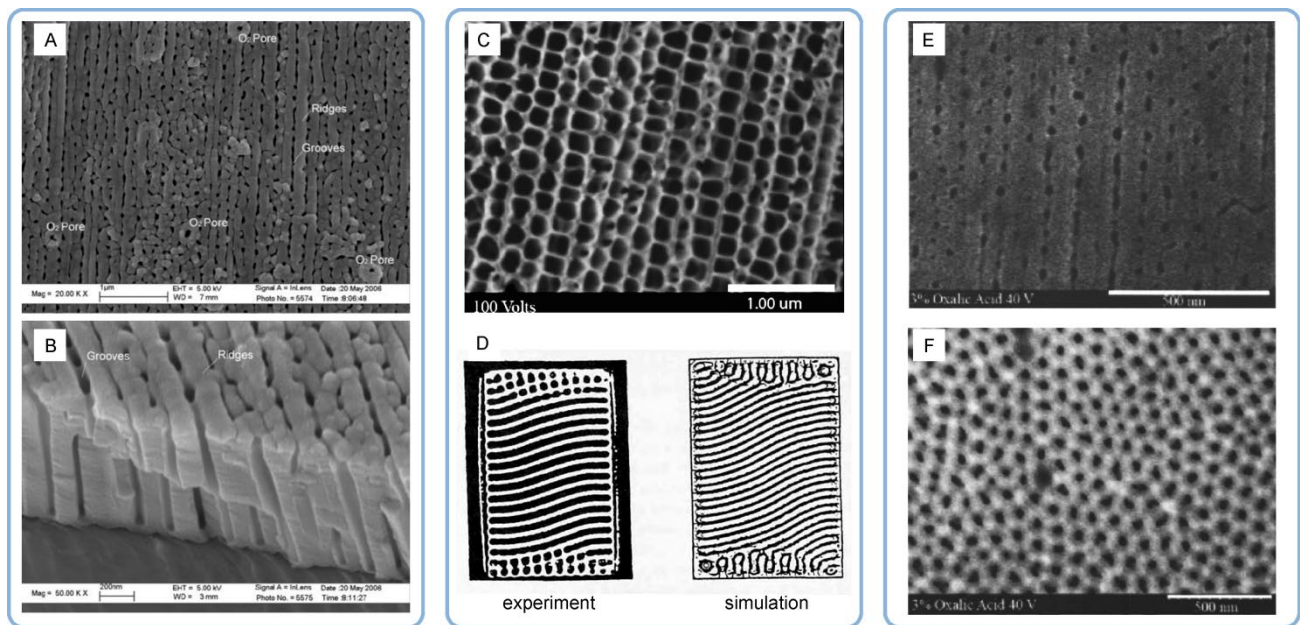 A
O₂ Pore
Ridges
Grooves
O₂ Pore
O₂ Pore
O₂ Pore
Mag = 20.00 K X
1µm
EHT = 5.00 kV
WD = 7 mm
Signal A = InLens
Photo No. = 5574
Date :20 May 2006
Time :8:06:48
B
Grooves
Ridges
Mag = 50.00 K X
200nm
EHT = 5.00 kV
WD = 3 mm
Signal A = InLens
Photo No. = 5575
Date :20 May 2006
Time :8:11:27
C
100 Volts
1.00 um
D
experiment
simulation
E
3% Oxalic Acid 40 V
500 nm
F
3% Oxalic Acid 40 V
500 nm